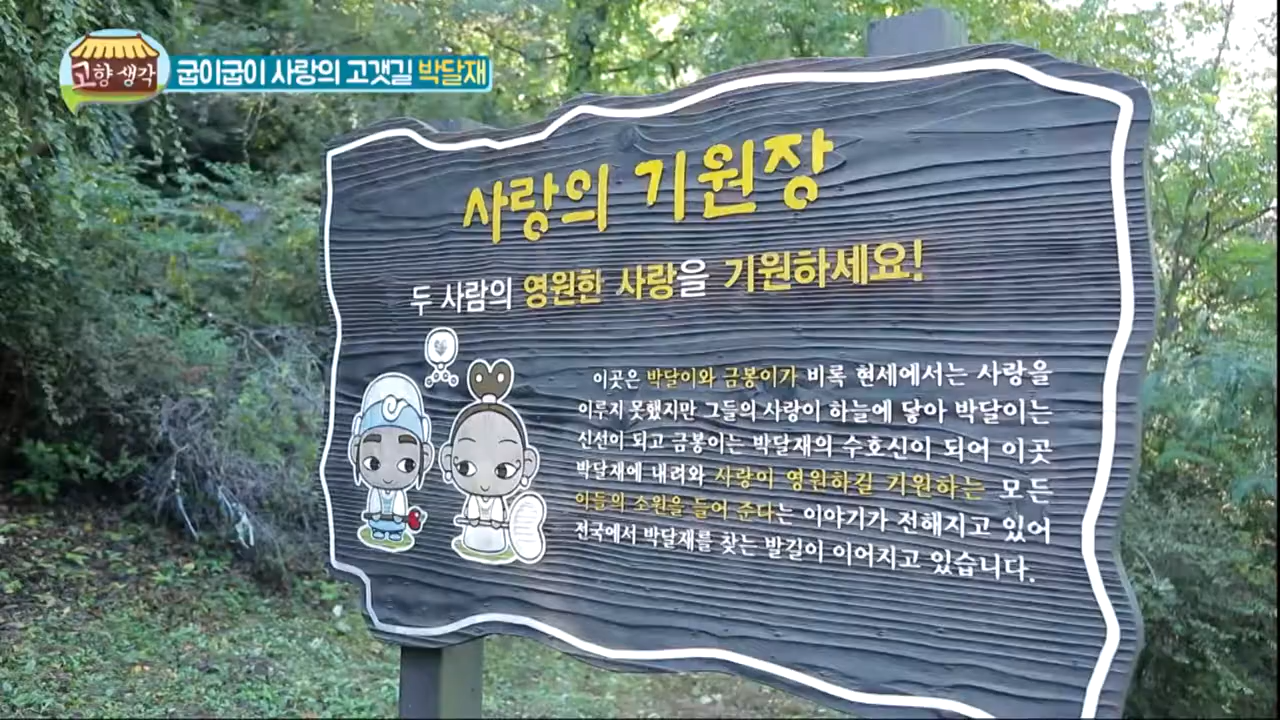 고향 생각
굽이굽이 사랑의 고갯길 박달재
사랑의 기원장
두 사람의 영원한 사랑을 기원하세요!
이곳은 박달이와 금봉이가 비록 현세에서는 사랑을
이루지 못했지만 그들의 사랑이 하늘에 닿아 박달이는
신선이 되고 금봉이는 박달재의 수호신이 되어 이곳
박달재에 내려와 사랑이 영원하길 기원하는 모든
이들의 소원을 들어 준다는 이야기가 전해지고 있어
전국에서 박달재를 찾는 발길이 이어지고 있습니다.